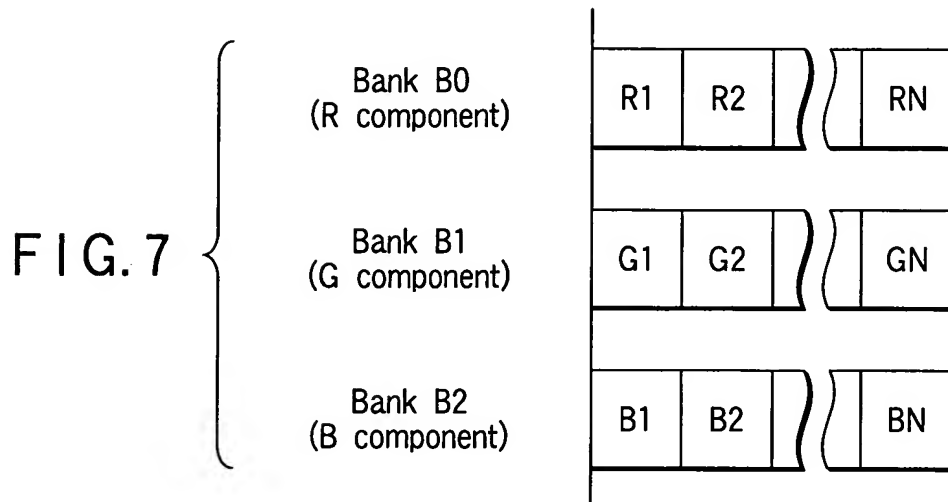 FIG. 7
Bank B0
(R component)
R1 R2 RN
Bank B1
(G component)
G1 G2 GN
Bank B2
(B component)
B1 B2 BN